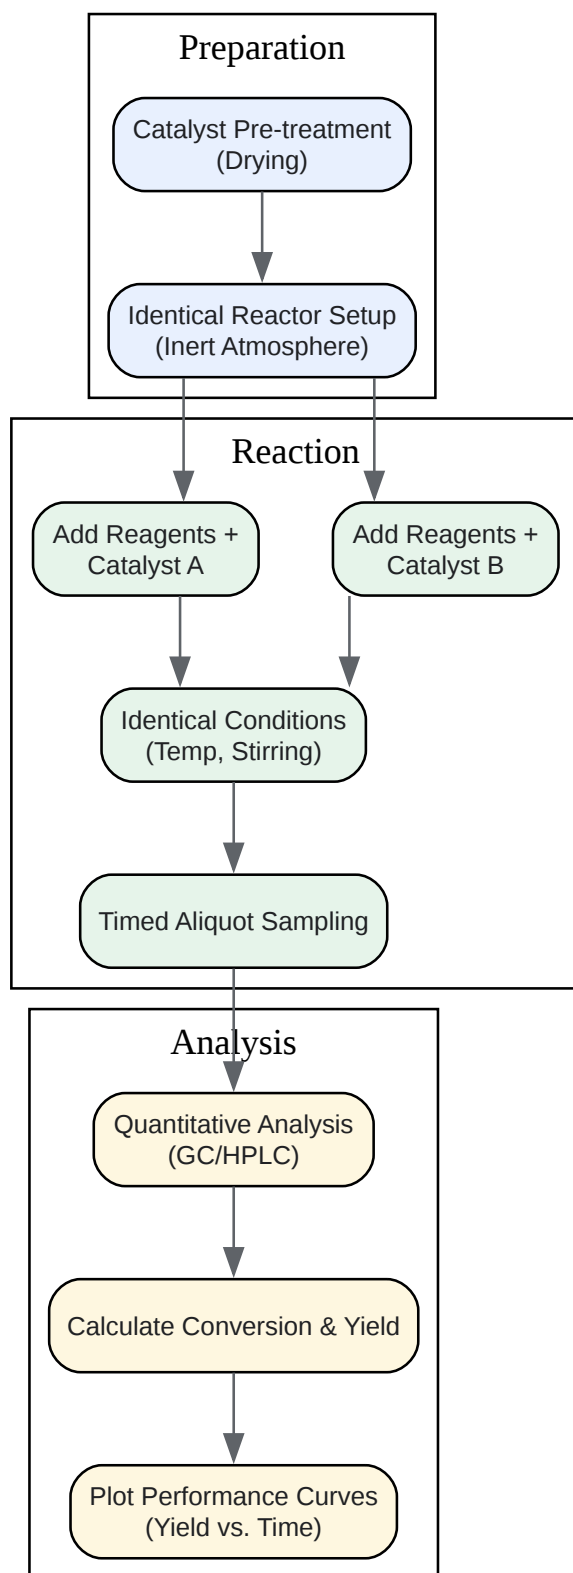 Preparation
Catalyst Pre-treatment
(Drying)
Identical Reactor Setup
(Inert Atmosphere)
Reaction
Add Reagents +
Catalyst A
Add Reagents +
Catalyst B
Identical Conditions
(Temp, Stirring)
Timed Aliquot Sampling
Analysis
Quantitative Analysis
(GC/HPLC)
Calculate Conversion & Yield
Plot Performance Curves
(Yield vs. Time)